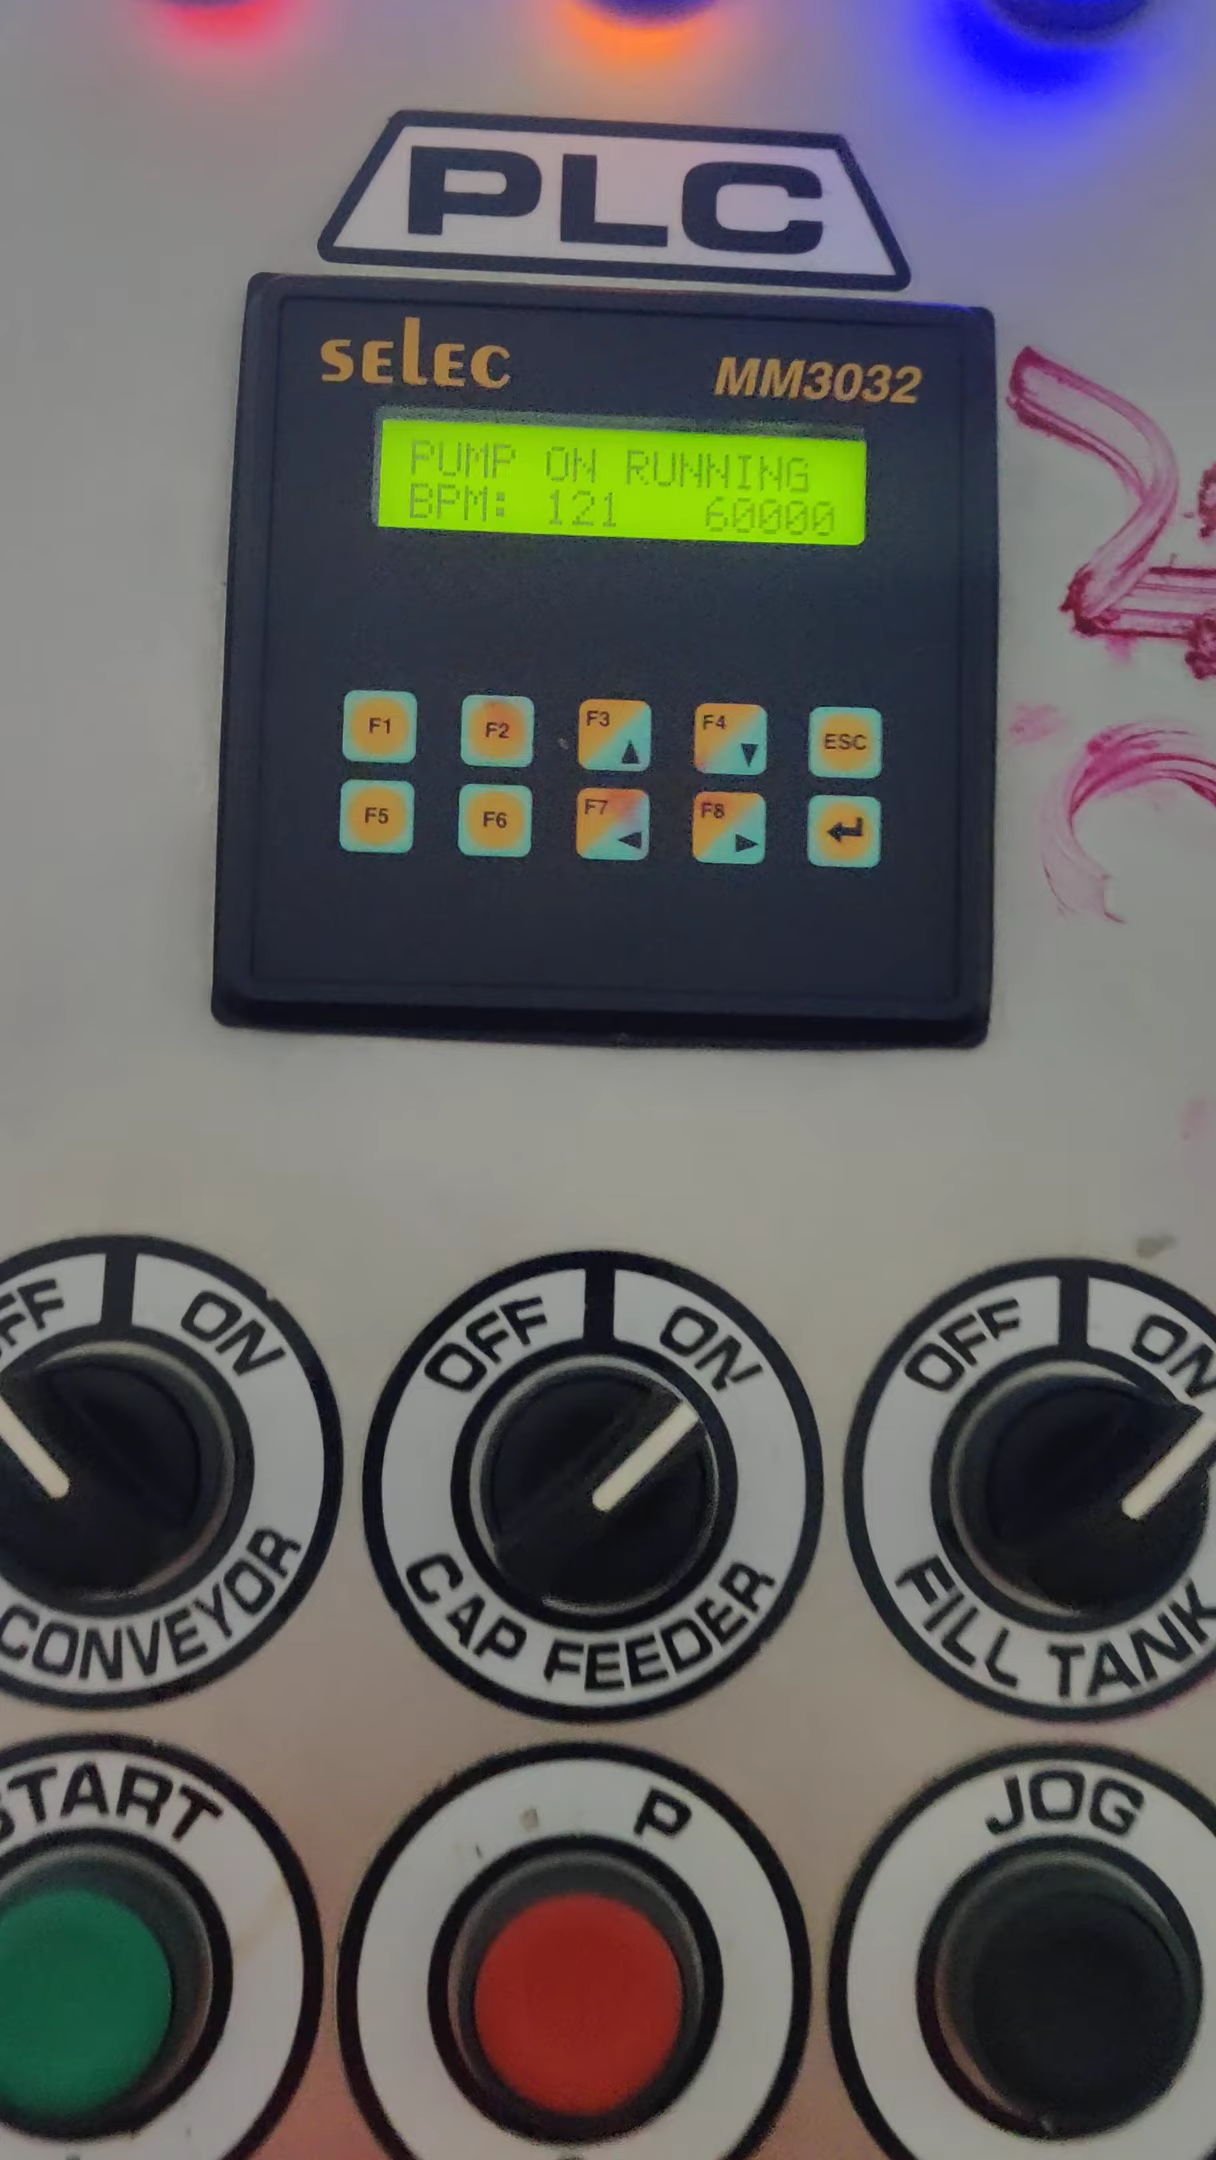 PLC
selec
MM3032
PUMP ON RUNNING
BPM: 121 60000
F1 F2 F3 F4 ESC
F5 F6 F7 F8
ON
CONVEYOR
OFF ON
CAP FEEDER
OFF ON
FILL TANK
START
P
JOG